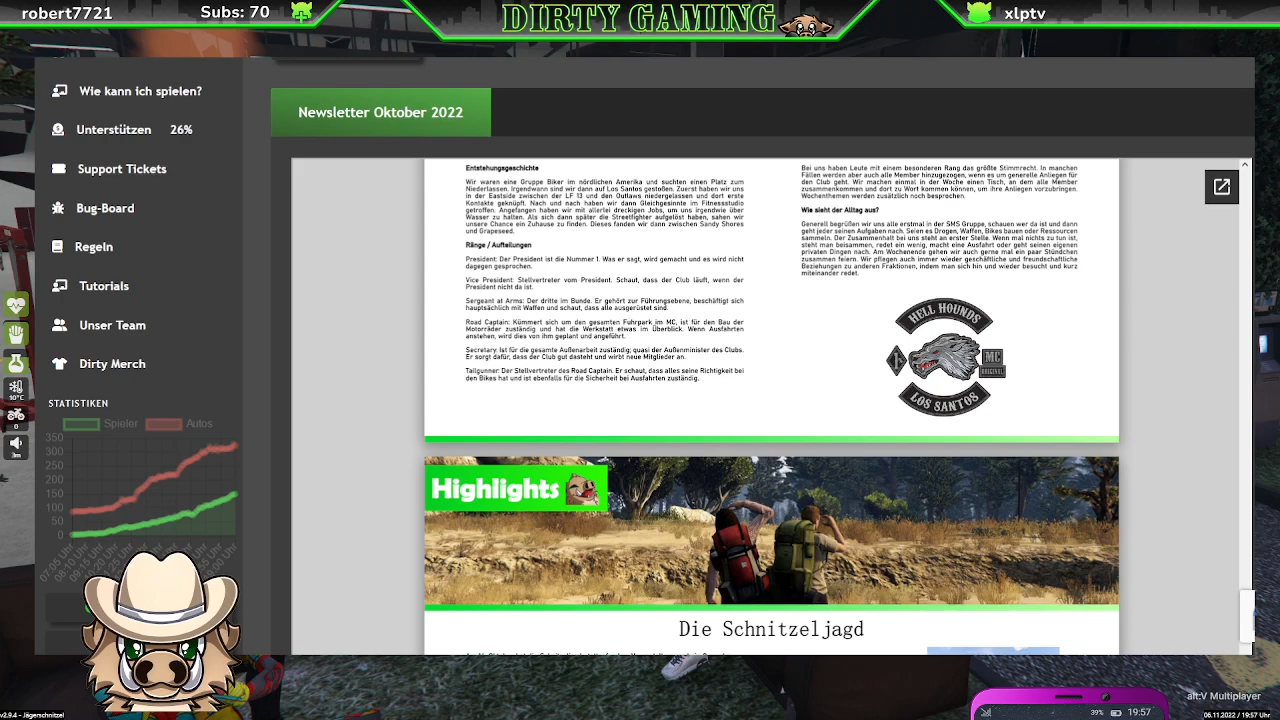 robert7721
Subs: 70
DIRTY GAMING
xlptv
Wie kann ich spielen?
Unterstützen 26%
Support Tickets
Bug-Board
Regeln
Tutorials
Unser Team
Dirty Merch
STATISTIKEN
Spieler Autos
350
300
250
200
150
100
50
0
Newsletter Oktober 2022
Entstehungsgeschichte
Wir waren eine Gruppe Biker im nördlichen Amerika und suchten einen Platz zum
Niederlassen. Irgendwann sind wir dann auf Los Santos gestoßen. Zuerst haben wir uns
in der Eastside zwischen der LF 13 und den Outlaws niedergelassen und dort erste
Kontakte geknüpft. Nach und nach haben wir dann Gleichgesinnte im Fitnessstudio
getroffen. Angefangen haben wir mit allerlei dreckigen Jobs, um uns irgendwie über
Wasser zu halten. Als sich dann später die Streetfighter aufgelöst haben, sahen wir
unsere Chance ein Zuhause zu finden. Dieses fanden wir dann zwischen Sandy Shores
und Grapeseed.
Ränge / Aufteilungen
President: Der President ist die Nummer 1. Was er sagt, wird gemacht und es wird nicht
dagegen gesprochen.
Vice President: Stellvertreter vom President. Schaut, dass der Club läuft, wenn der
President nicht da ist.
Sergeant at Arms: Der dritte im Bunde. Er gehört zur Führungsebene, beschäftigt sich
hauptsächlich mit Waffen und schaut, dass alle ausgerüstet sind.
Road Captain: Kümmert sich um den gesamten Fuhrpark im MC, ist für den Bau der
Motorräder zuständig und hat die Werkstatt etwas im Überblick. Wenn Ausfahrten
anstehen, wird dies von ihm geplant und angeführt.
Secretary: Ist für die gesamte Außenarbeit zuständig; quasi der Außenminister des Clubs.
Er sorgt dafür, dass der Club gut dasteht und wirbt neue Mitglieder an.
Tailgunner: Der Stellvertreter des Road Captain. Er schaut, dass alles seine Richtigkeit bei
den Bikes hat und ist ebenfalls für die Sicherheit bei Ausfahrten zuständig.
Bei uns haben Leute mit einem besonderen Rang das größte Stimmrecht. In manchen
Fällen werden aber auch alle Member hinzugezogen, wenn es um generelle Anliegen für
den Club geht. Wir machen einmal in der Woche einen Tisch, an dem alle Member
zusammenkommen und dort zu Wort kommen können, um ihre Anliegen vorzubringen.
Wochenthemen werden zusätzlich noch besprochen.
Wie sieht der Alltag aus?
Generell begrüßen wir uns alle erstmal in der SMS Gruppe, schauen wer da ist und dann
geht jeder seinen Aufgaben nach. Seien es Drogen, Waffen, Bikes bauen oder Ressourcen
sammeln. Der Zusammenhalt bei uns steht an erster Stelle. Wenn mal nichts zu tun ist,
steht man beisammen, redet ein wenig, macht eine Ausfahrt oder geht seinen eigenen
privaten Dingen nach. Am Wochenende gehen wir auch gerne mal ein paar Stündchen
zusammen feiern. Wir pflegen auch immer wieder geschäftliche und freundschaftliche
Beziehungen zu anderen Fraktionen, indem man sich hin und wieder besucht und kurz
miteinander redet.
HELL HOUNDS
1%
MC
ORIGINAL
LOS SANTOS
Highlights
Die Schnitzeljagd
10°C
0
39% 19:57
alt:V Multiplayer
v2.9.4 - Jägerschnitzel
06.11.2022 / 19:57 Uhr